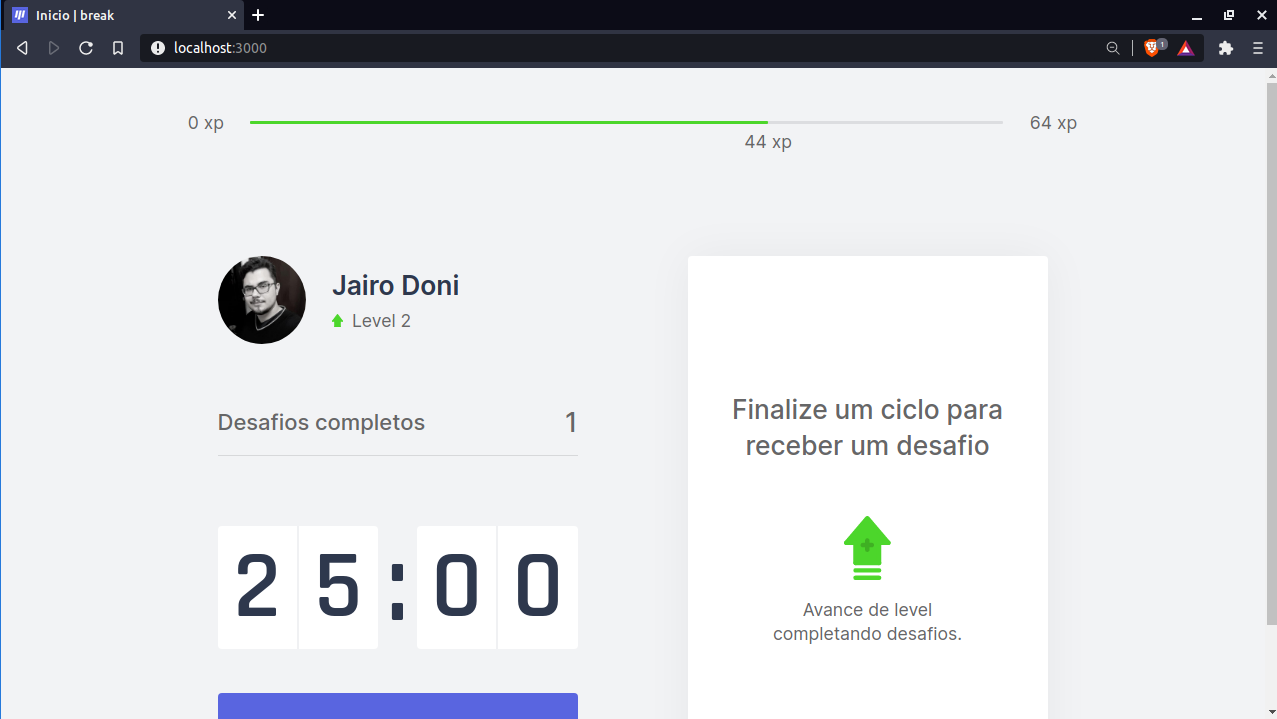 Inicio | break
localhost:3000
1
0 xp
64 xp
44 xp
Jairo Doni
Level 2
Desafios completos 1
25:00
Finalize um ciclo para
receber um desafio
Avance de level
completando desafios.